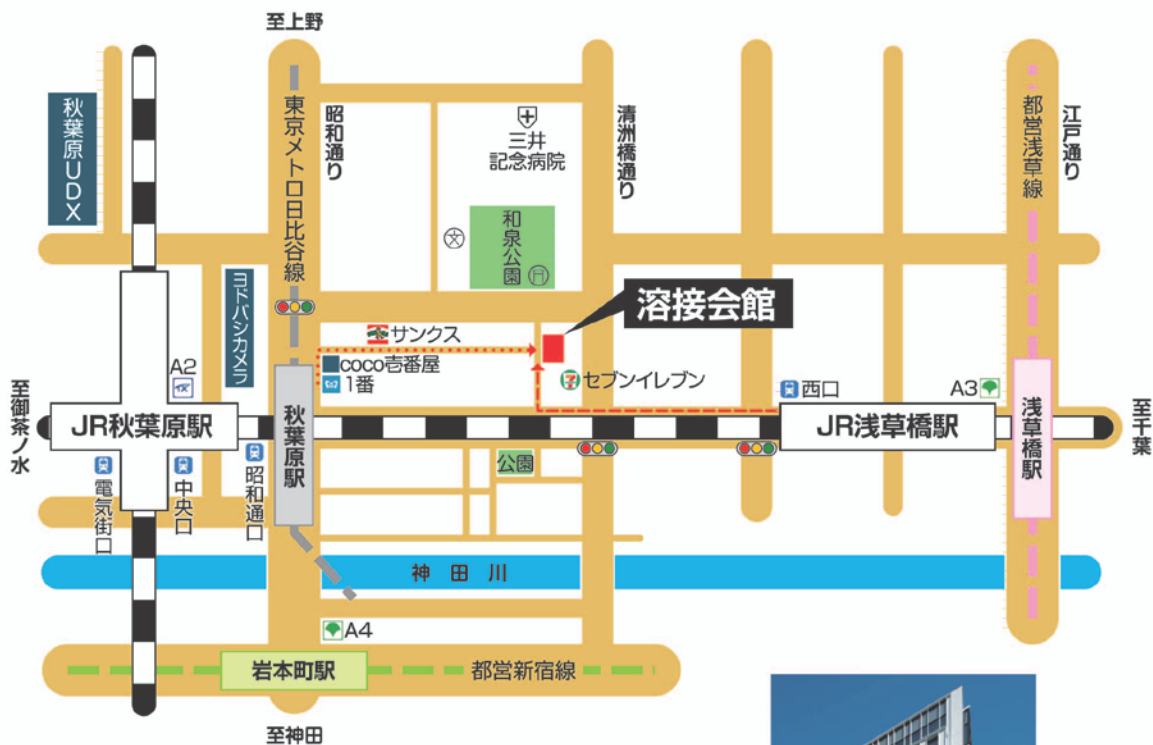 至上野
秋葉原UDX
東京メトロ日比谷線
昭和通り
三井
記念病院
清洲橋通り
都営浅草線
江戸通り
文
和泉公園
ヨドバシカメラ
溶接会館
サンクス
coco壱番屋
1番
セブンイレブン
A2
西口
A3
至御茶ノ水
JR秋葉原駅
秋葉原駅
JR浅草橋駅
浅草橋駅
至千葉
電気街口
中央口
昭和通口
公園
神田川
A4
岩本町駅
都営新宿線
至神田